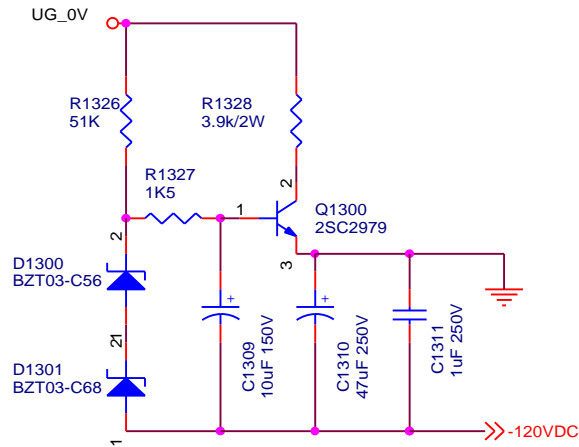 UG_0V
R1326
51K
R1328
3.9k/2W
R1327
1K5
1
2
Q1300
2SC2979
3
2
D1300
BZT03-C56
+
+
C1309
10uF 150V
C1310
47uF 250V
C1311
1uF 250V
21
D1301
BZT03-C68
1
-120VDC